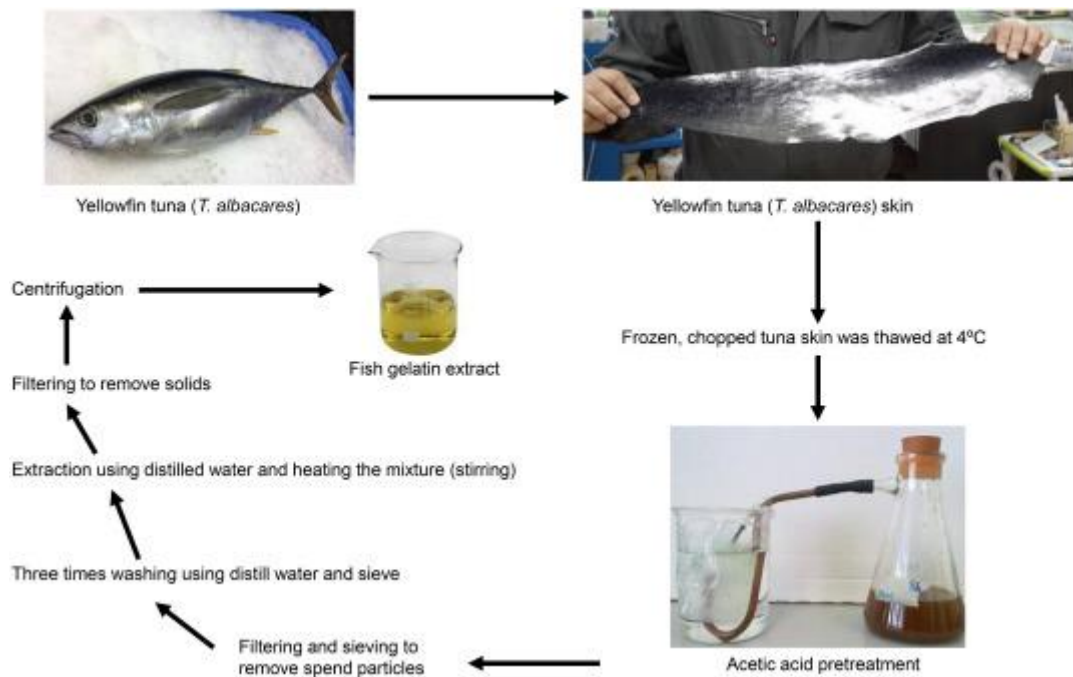 Yellowfin tuna (T. albacares)
Yellowfin tuna (T. albacares) skin
Frozen, chopped tuna skin was thawed at 4ºC
Acetic acid pretreatment
Filtering and sieving to
remove spend particles
Three times washing using distill water and sieve
Extraction using distilled water and heating the mixture (stirring)
Filtering to remove solids
Centrifugation
Fish gelatin extract